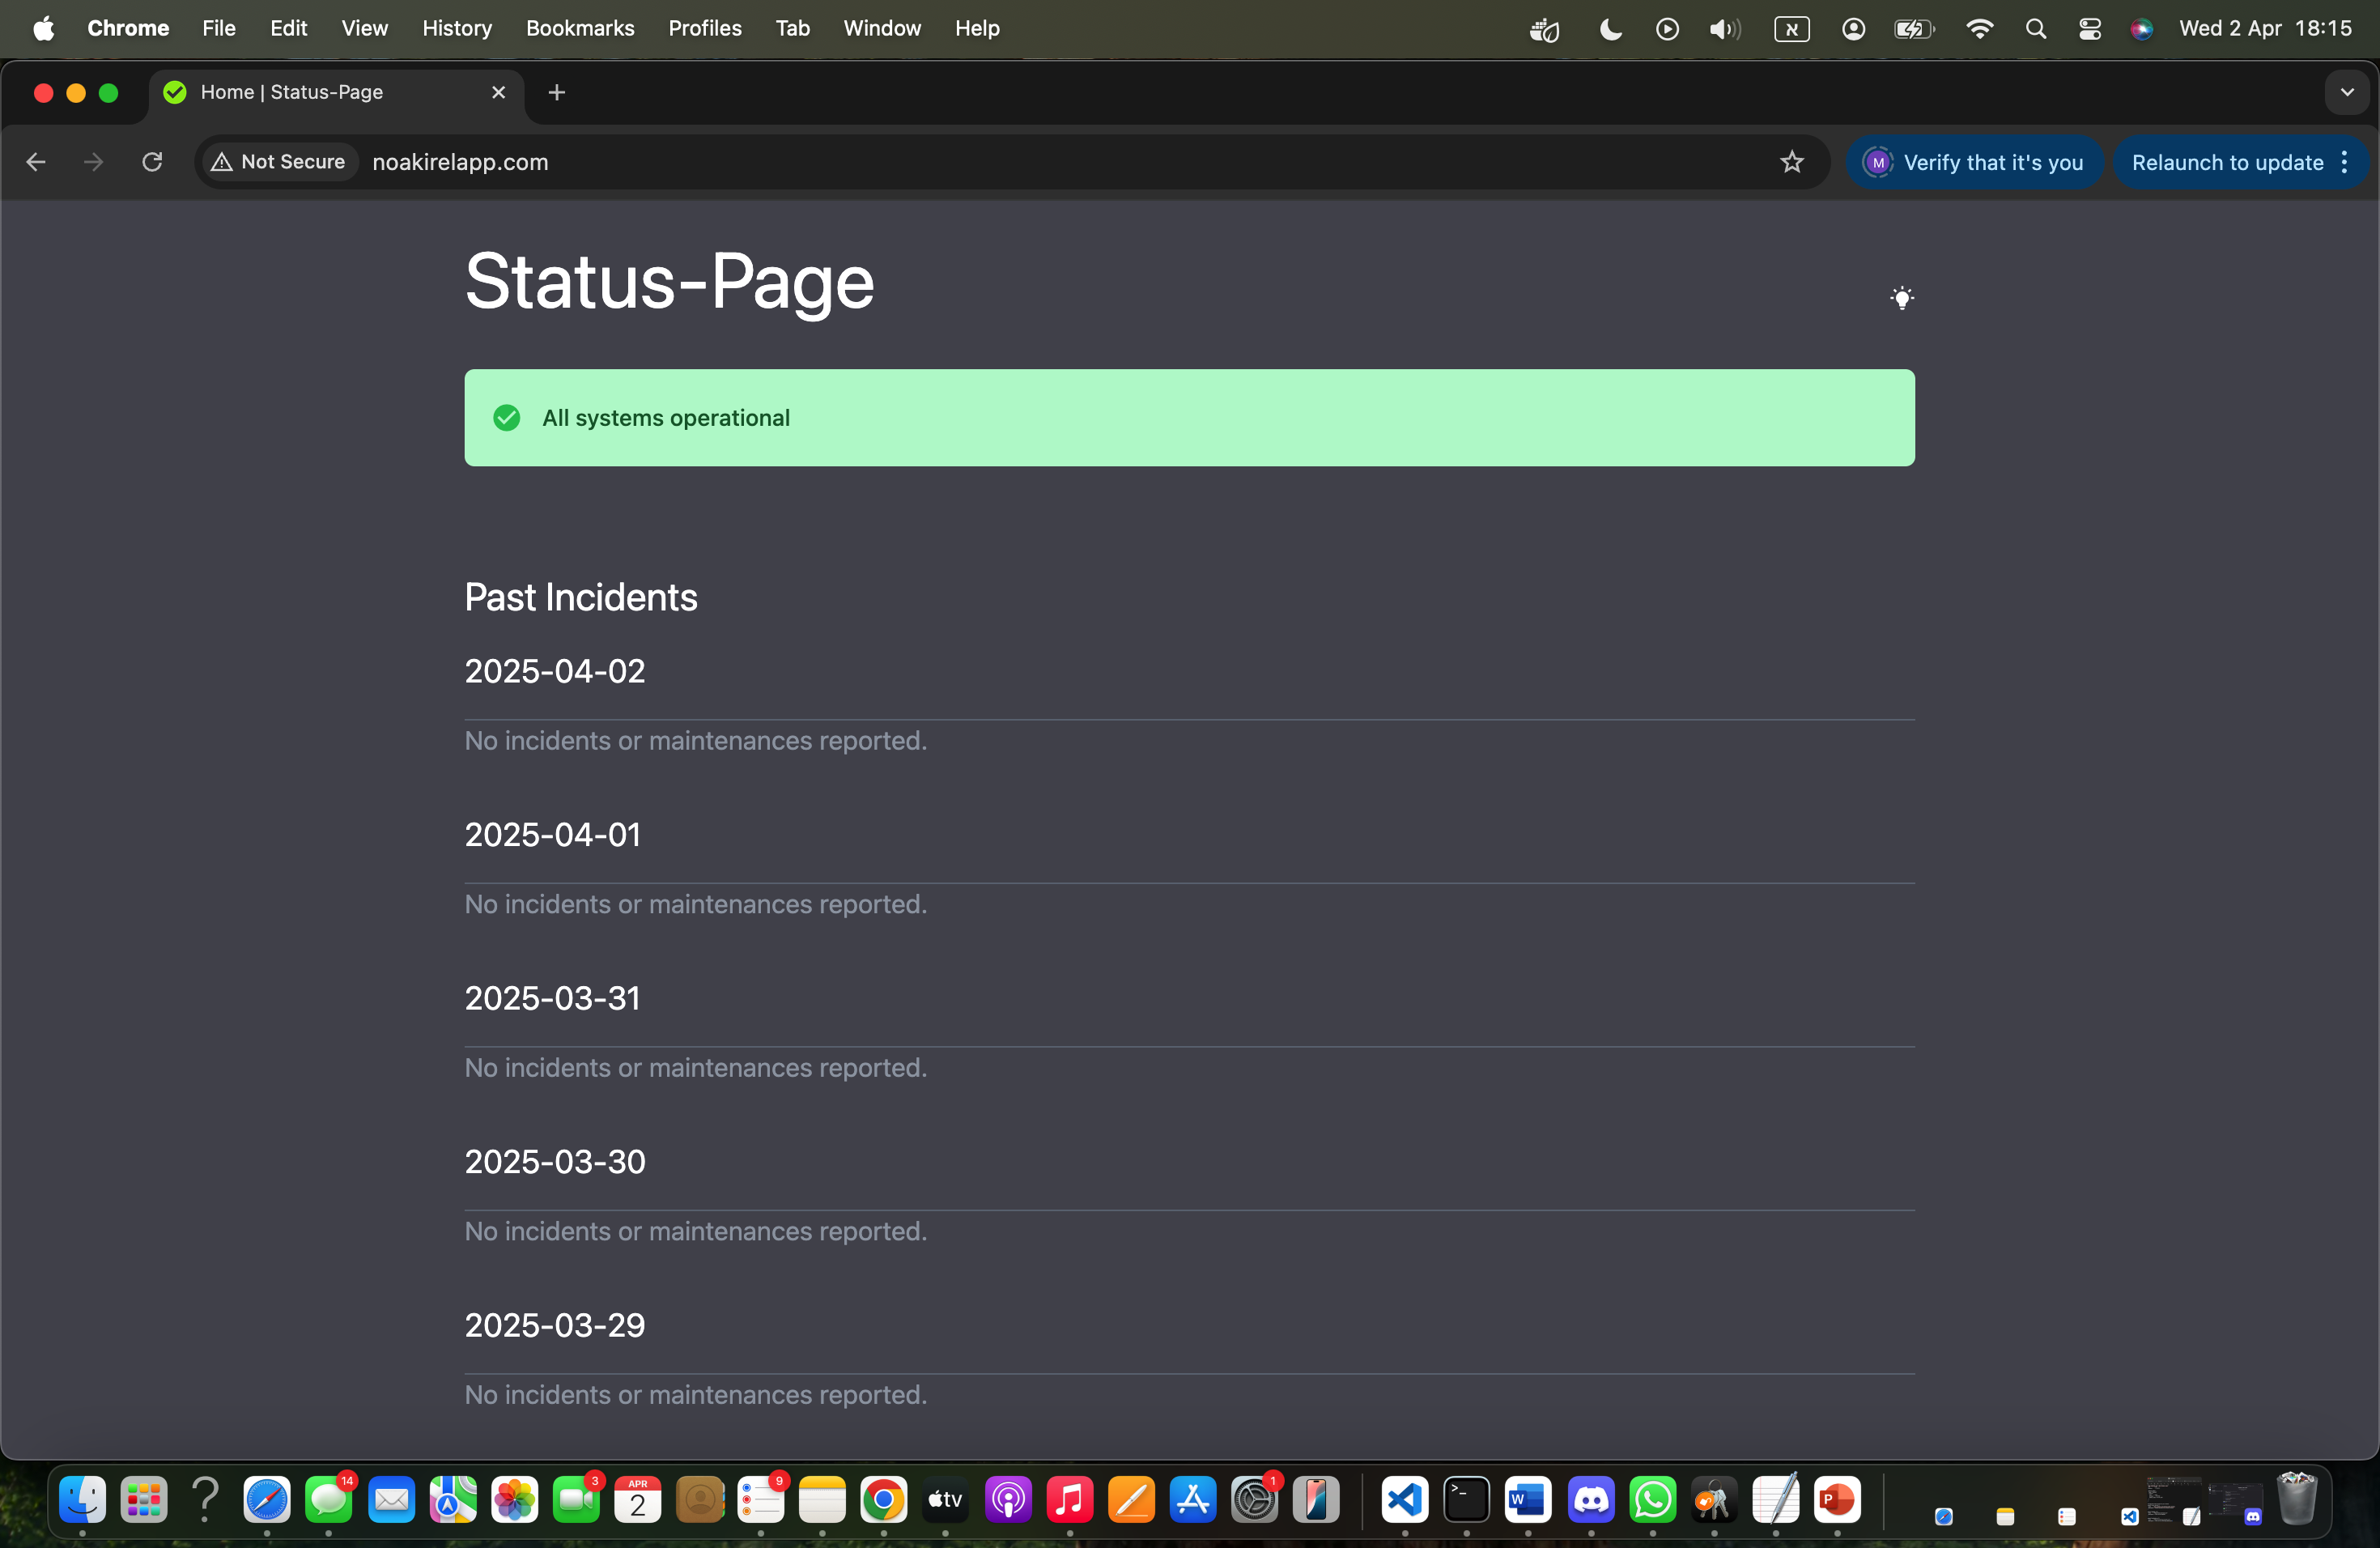 Chrome File Edit View History Bookmarks Profiles Tab Window Help א Wed 2 Apr 18:15
Home | Status-Page
Not Secure noakirelapp.com M Verify that it's you Relaunch to update
Status-Page
All systems operational
Past Incidents
2025-04-02
No incidents or maintenances reported.
2025-04-01
No incidents or maintenances reported.
2025-03-31
No incidents or maintenances reported.
2025-03-30
No incidents or maintenances reported.
2025-03-29
No incidents or maintenances reported.
14 3 APR 2 9 tv 1 >_ W P